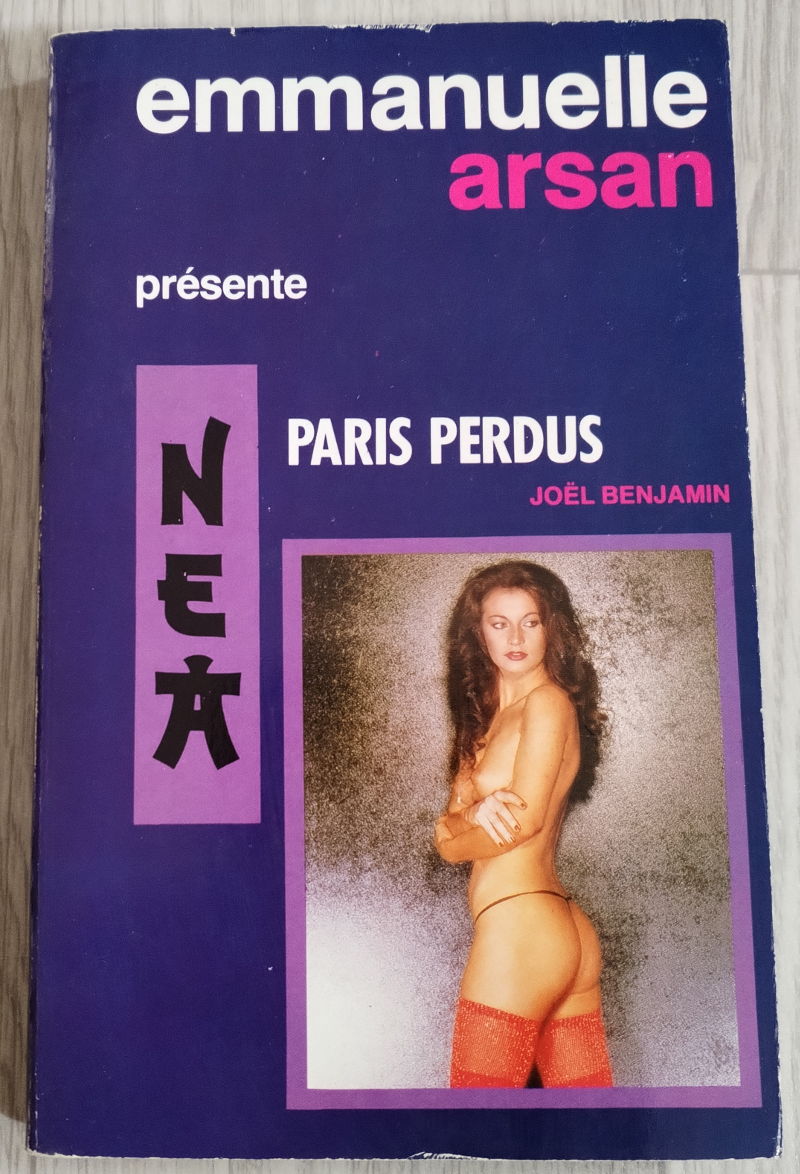 emmanuelle
arsan
présente
NEA
PARIS PERDUS
JOËL BENJAMIN